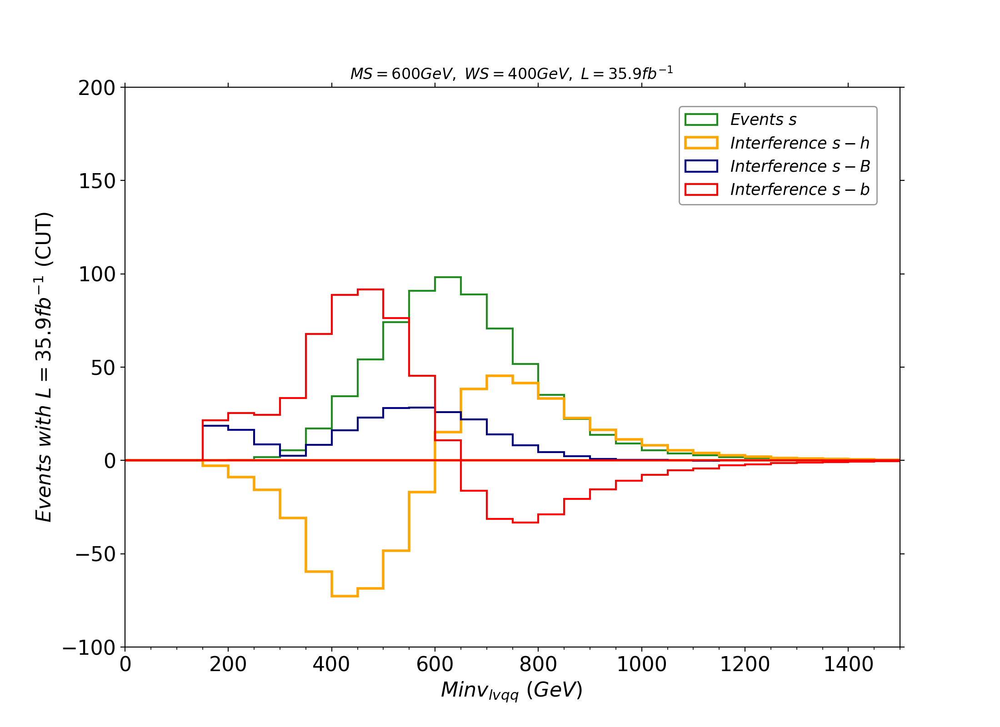 MS = 600GeV, WS = 400GeV, L = 35.9fb⁻¹
200
150
100
50
0
−50
−100
Events with L = 35.9fb⁻¹ (CUT)
Events s
Interference s − h
Interference s − B
Interference s − b
0 200 400 600 800 1000 1200 1400
Minv_lvqq (GeV)